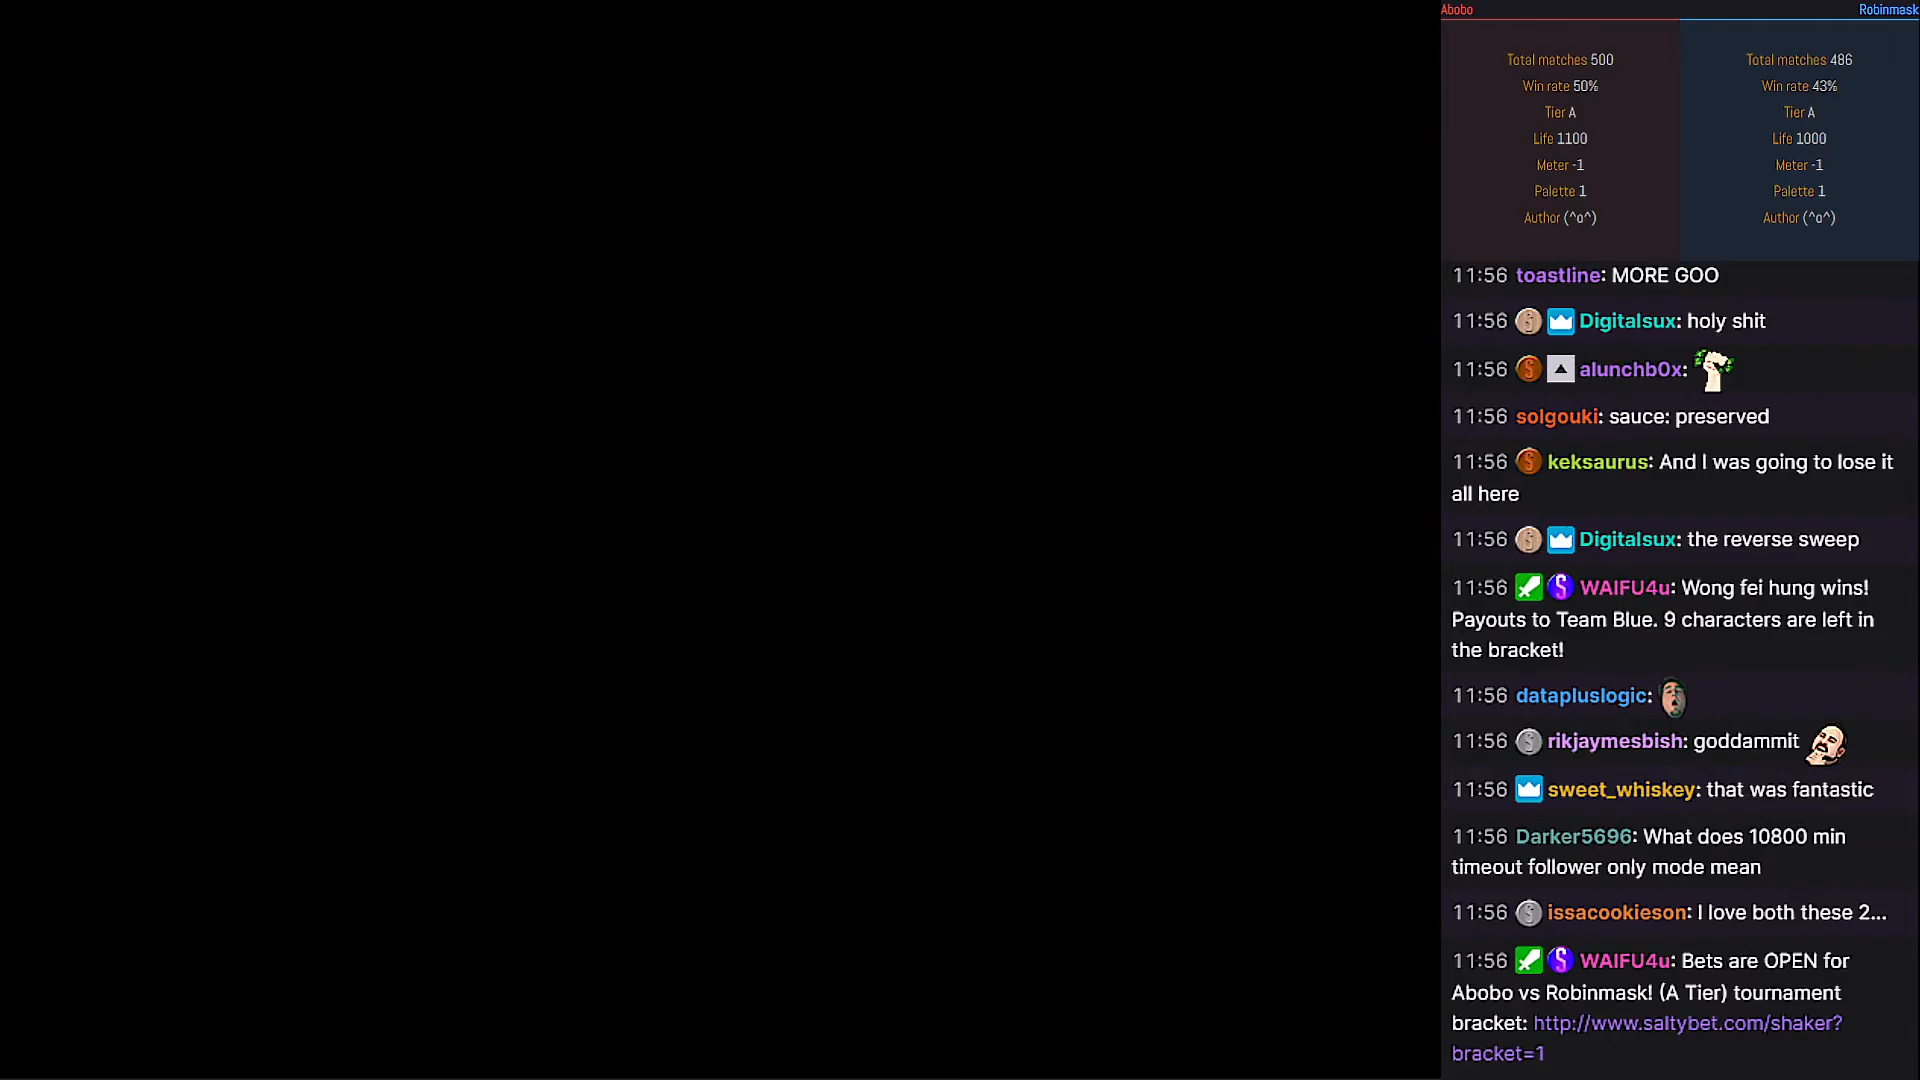 Abobo Robinmask
Total matches 500
Win rate 50%
Tier A
Life 1100
Meter -1
Palette 1
Author (^o^)
Total matches 486
Win rate 43%
Tier A
Life 1000
Meter -1
Palette 1
Author (^o^)
11:56 toastline: MORE GOO
11:56 Digitalsux: holy shit
11:56 alunchb0x:
11:56 solgouki: sauce: preserved
11:56 keksaurus: And I was going to lose it
all here
11:56 Digitalsux: the reverse sweep
11:56 WAIFU4u: Wong fei hung wins!
Payouts to Team Blue. 9 characters are left in
the bracket!
11:56 datapluslogic:
11:56 rikjaymesbish: goddammit
11:56 sweet_whiskey: that was fantastic
11:56 Darker5696: What does 10800 min
timeout follower only mode mean
11:56 issacookieson: I love both these 2...
11:56 WAIFU4u: Bets are OPEN for
Abobo vs Robinmask! (A Tier) tournament
bracket: http://www.saltybet.com/shaker?
bracket=1